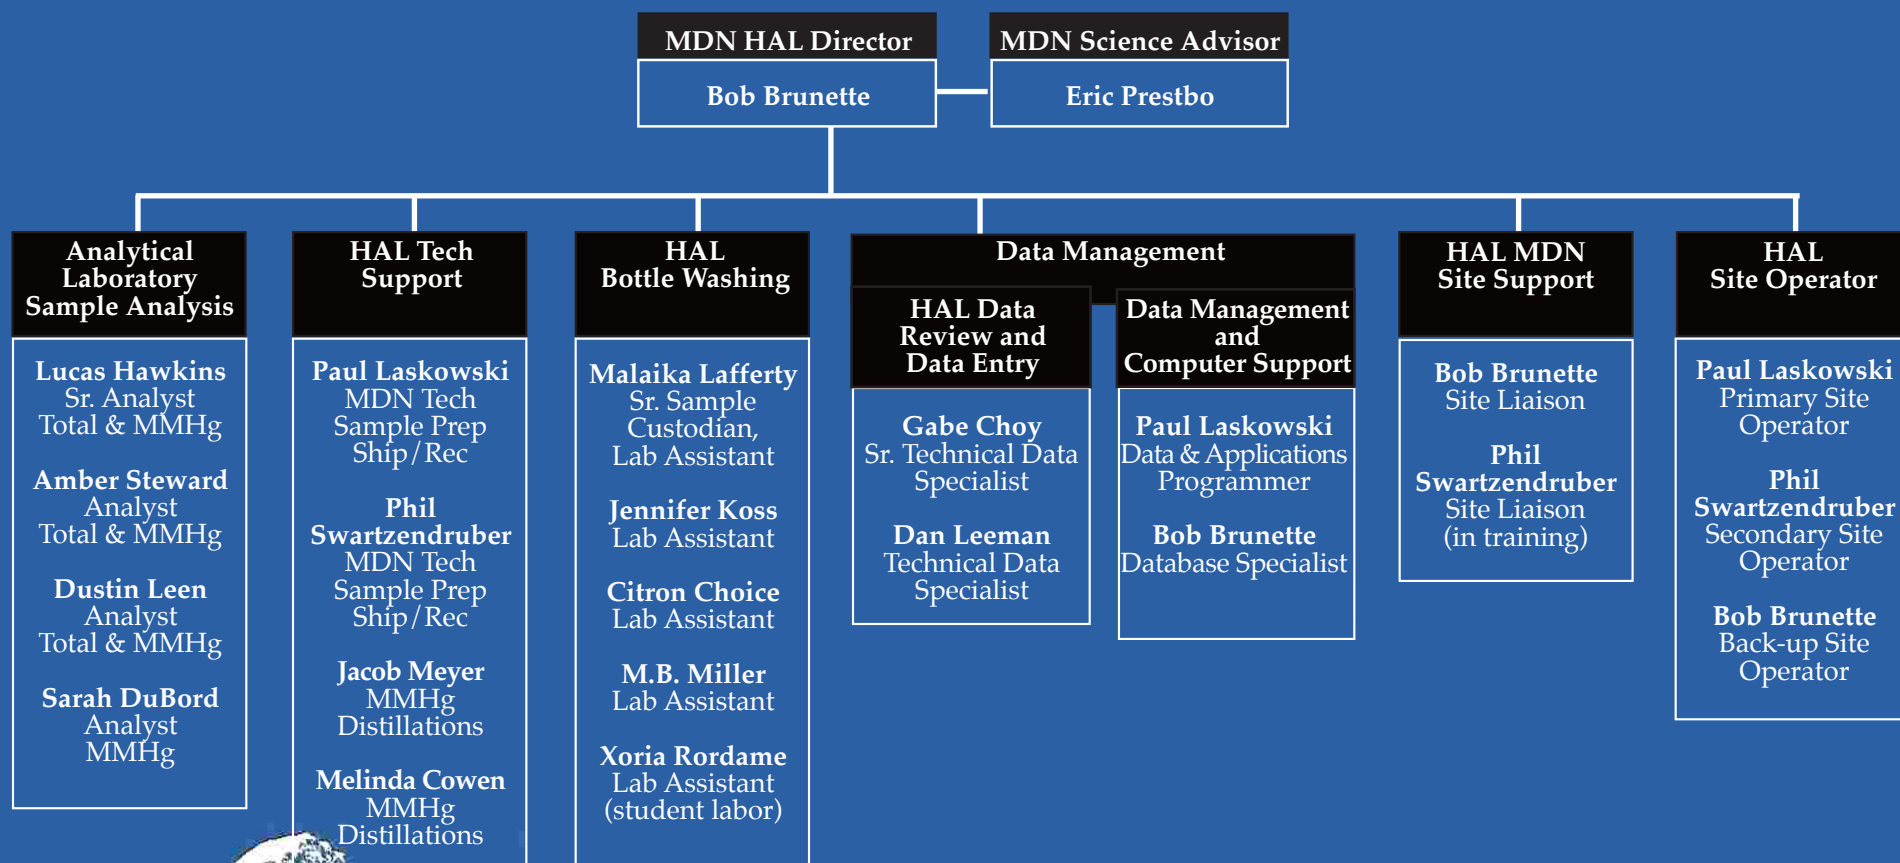 MDN HAL Director
Bob Brunette
MDN Science Advisor
Eric Prestbo
Analytical
Laboratory
Sample Analysis
Lucas Hawkins
Sr. Analyst
Total & MMHg
Amber Steward
Analyst
Total & MMHg
Dustin Leen
Analyst
Total & MMHg
Sarah DuBord
Analyst
MMHg
HAL Tech
Support
Paul Laskowski
MDN Tech
Sample Prep
Ship/Rec
Phil
Swartzendruber
MDN Tech
Sample Prep
Ship/Rec
Jacob Meyer
MMHg
Distillations
Melinda Cowen
MMHg
Distillations
HAL
Bottle Washing
Malaika Lafferty
Sr. Sample
Custodian,
Lab Assistant
Jennifer Koss
Lab Assistant
Citron Choice
Lab Assistant
M.B. Miller
Lab Assistant
Xoria Rordame
Lab Assistant
(student labor)
Data Management
HAL Data
Review and
Data Entry
Gabe Choy
Sr. Technical Data
Specialist
Dan Leeman
Technical Data
Specialist
Data Management
and
Computer Support
Paul Laskowski
Data & Applications
Programmer
Bob Brunette
Database Specialist
HAL MDN
Site Support
Bob Brunette
Site Liaison
Phil
Swartzendruber
Site Liaison
(in training)
HAL
Site Operator
Paul Laskowski
Primary Site
Operator
Phil
Swartzendruber
Secondary Site
Operator
Bob Brunette
Back-up Site
Operator